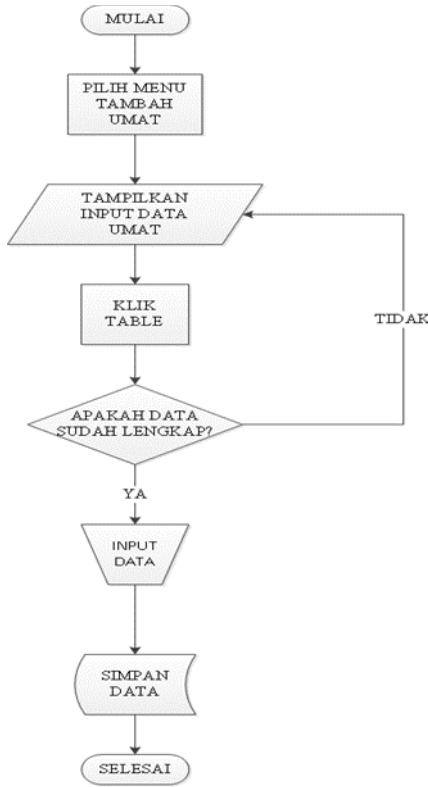 MULAI
PILIH MENU
TAMBAH
UMAT
TAMPILKAN
INPUT DATA
UMAT
KLIK
TABLE
TIDAK
APAKAH DATA
SUDAH LENGKAP?
YA
INPUT
DATA
SIMPAN
DATA
SELESAI